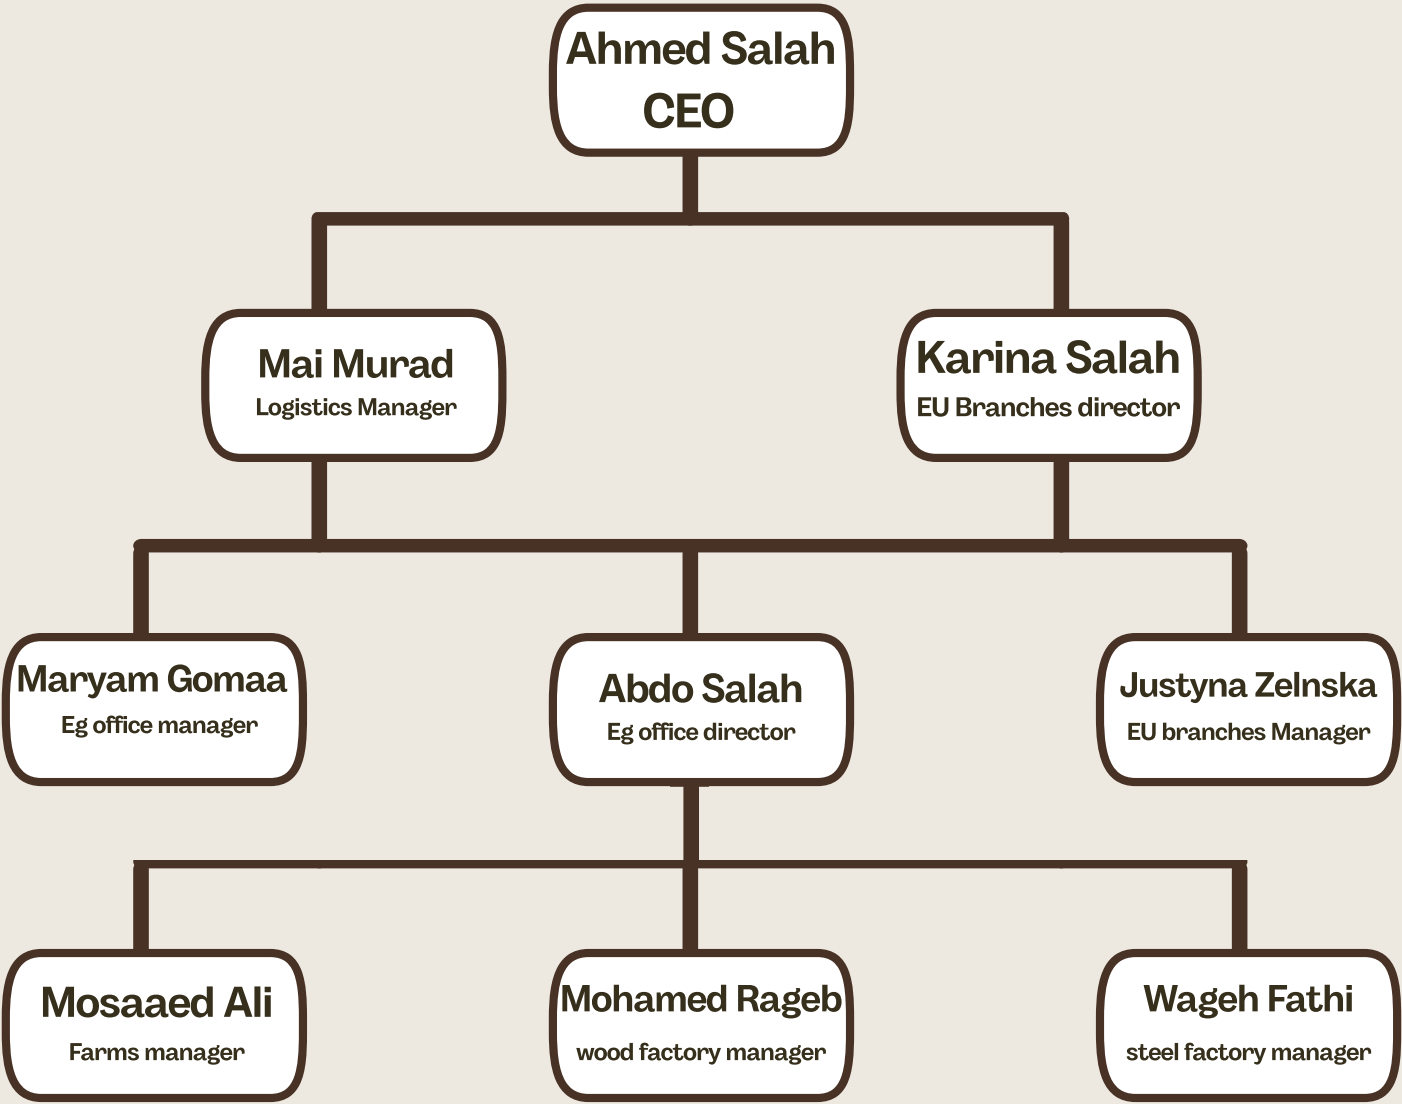 Ahmed Salah
CEO
Mai Murad
Logistics Manager
Karina Salah
EU Branches director
Maryam Gomaa
Eg office manager
Abdo Salah
Eg office director
Justyna Zelnska
EU branches Manager
Mosaaed Ali
Farms manager
Mohamed Rageb
wood factory manager
Wageh Fathi
steel factory manager